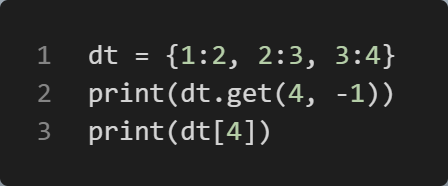 1 dt = {1:2, 2:3, 3:4}
2 print(dt.get(4, -1))
3 print(dt[4])